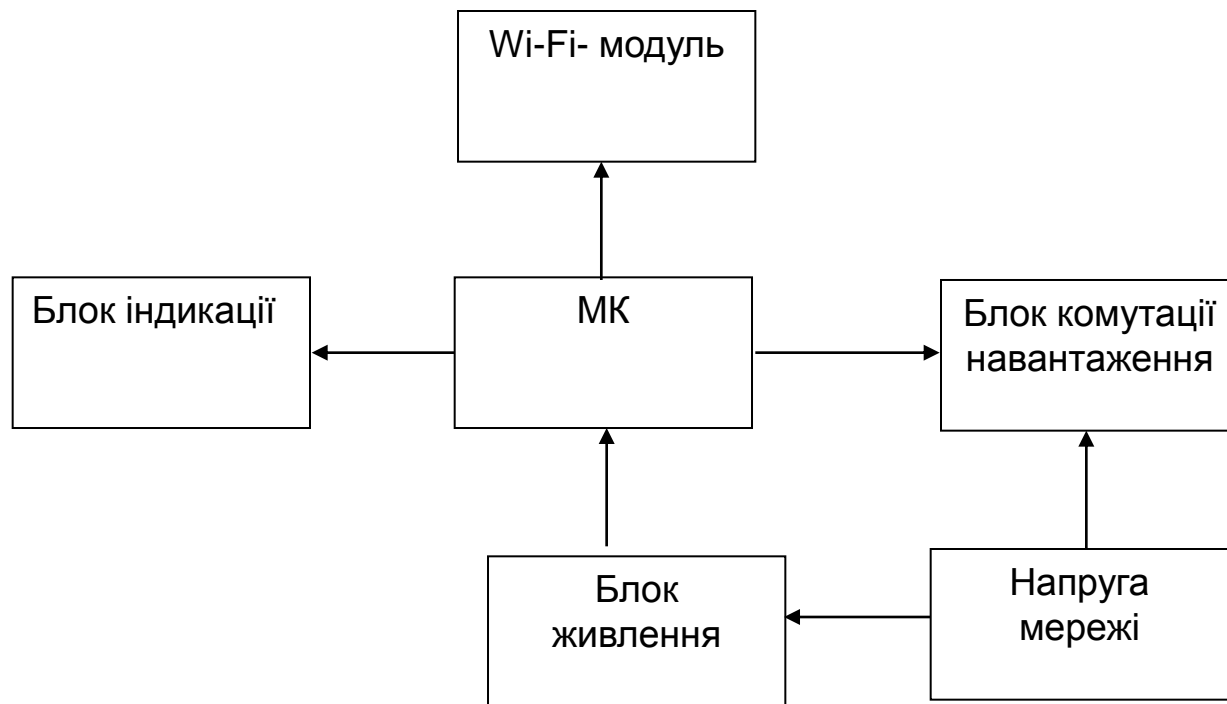 Wi-Fi- модуль
Блок індикації
МК
Блок комутації
навантаження
Блок
живлення
Напруга
мережі